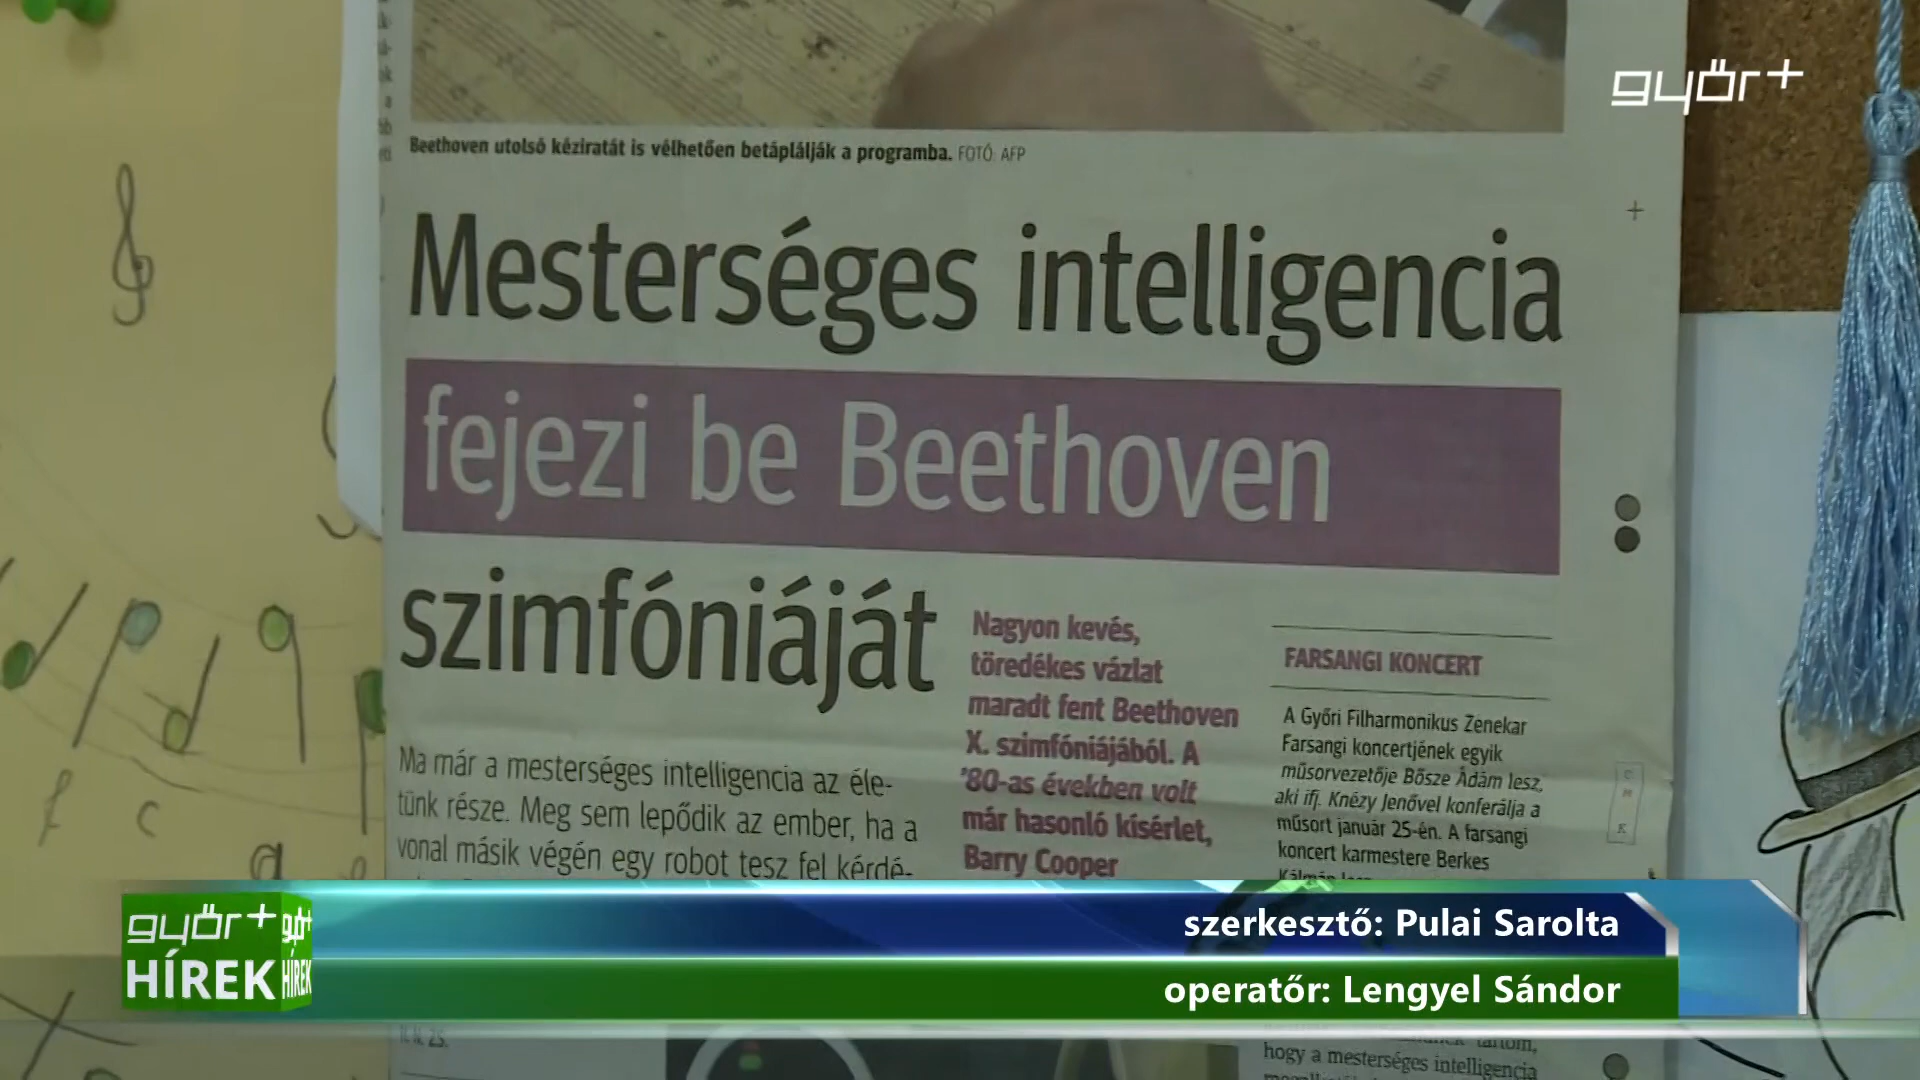 győr+
Beethoven utolsó kéziratát is vélhetően betáplálják a programba. FOTÓ: AFP
Mesterséges intelligencia
fejezi be Beethoven
szimfóniáját
Ma már a mesterséges intelligencia az éle-
tünk része. Meg sem lepődik az ember, ha a
vonal másik végén egy robot tesz fel kérdé-
Nagyon kevés,
töredékes vázlat
maradt fent Beethoven
X. szimfóniájából. A
'80-as években volt
már hasonló kísérlet,
Barry Cooper
FARSANGI KONCERT
A Győri Filharmonikus Zenekar
Farsangi koncertjének egyik
műsorvezetője Bősze Ádám lesz,
aki ifj. Knézy Jenővel konferálja a
műsort január 25-én. A farsangi
koncert karmestere Berkes
f c a
győr+ győr+
HÍREK HÍREK
szerkesztő: Pulai Sarolta
operatőr: Lengyel Sándor
hogy a mesterséges intelligencia